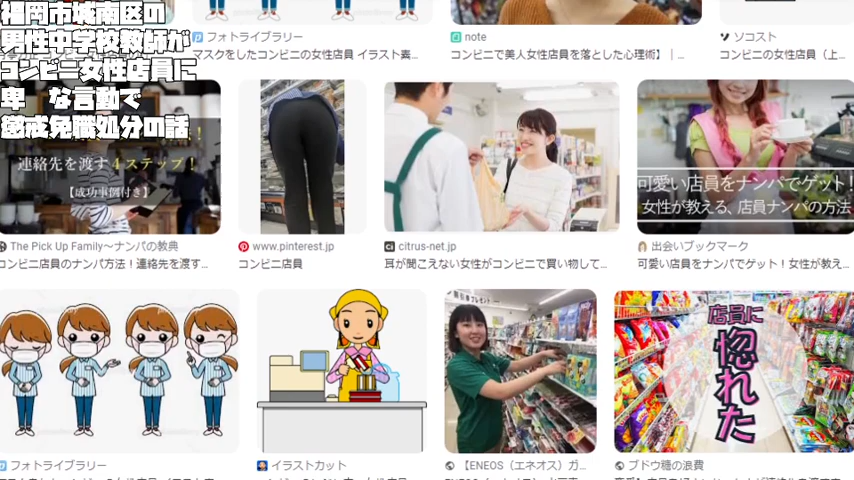 福岡市城南区の
男性中学校教師が
コンビニ女性店員に
卑 な言動で
懲戒免職処分の話
フォトライブラリー
マスクをしたコンビニの女性店員 イラスト素...
note
コンビニで美人女性店員を落とした心理術】｜...
ソコスト
コンビニの女性店員（上...
連絡先を渡す4ステップ！
【成功事例付き】
The Pick Up Family～ナンパの教典
コンビニ店員のナンパ方法！連絡先を渡す...
www.pinterest.jp
コンビニ店員
citrus-net.jp
耳が聞こえない女性がコンビニで買い物して...
可愛い店員をナンパでゲット！
女性が教える、店員ナンパの方法
出会いブックマーク
可愛い店員をナンパでゲット！女性が教え...
フォトライブラリー
イラストカット
【ENEOS（エネオス）ガ...
店員に
惚れた
ブドウ糖の浪費